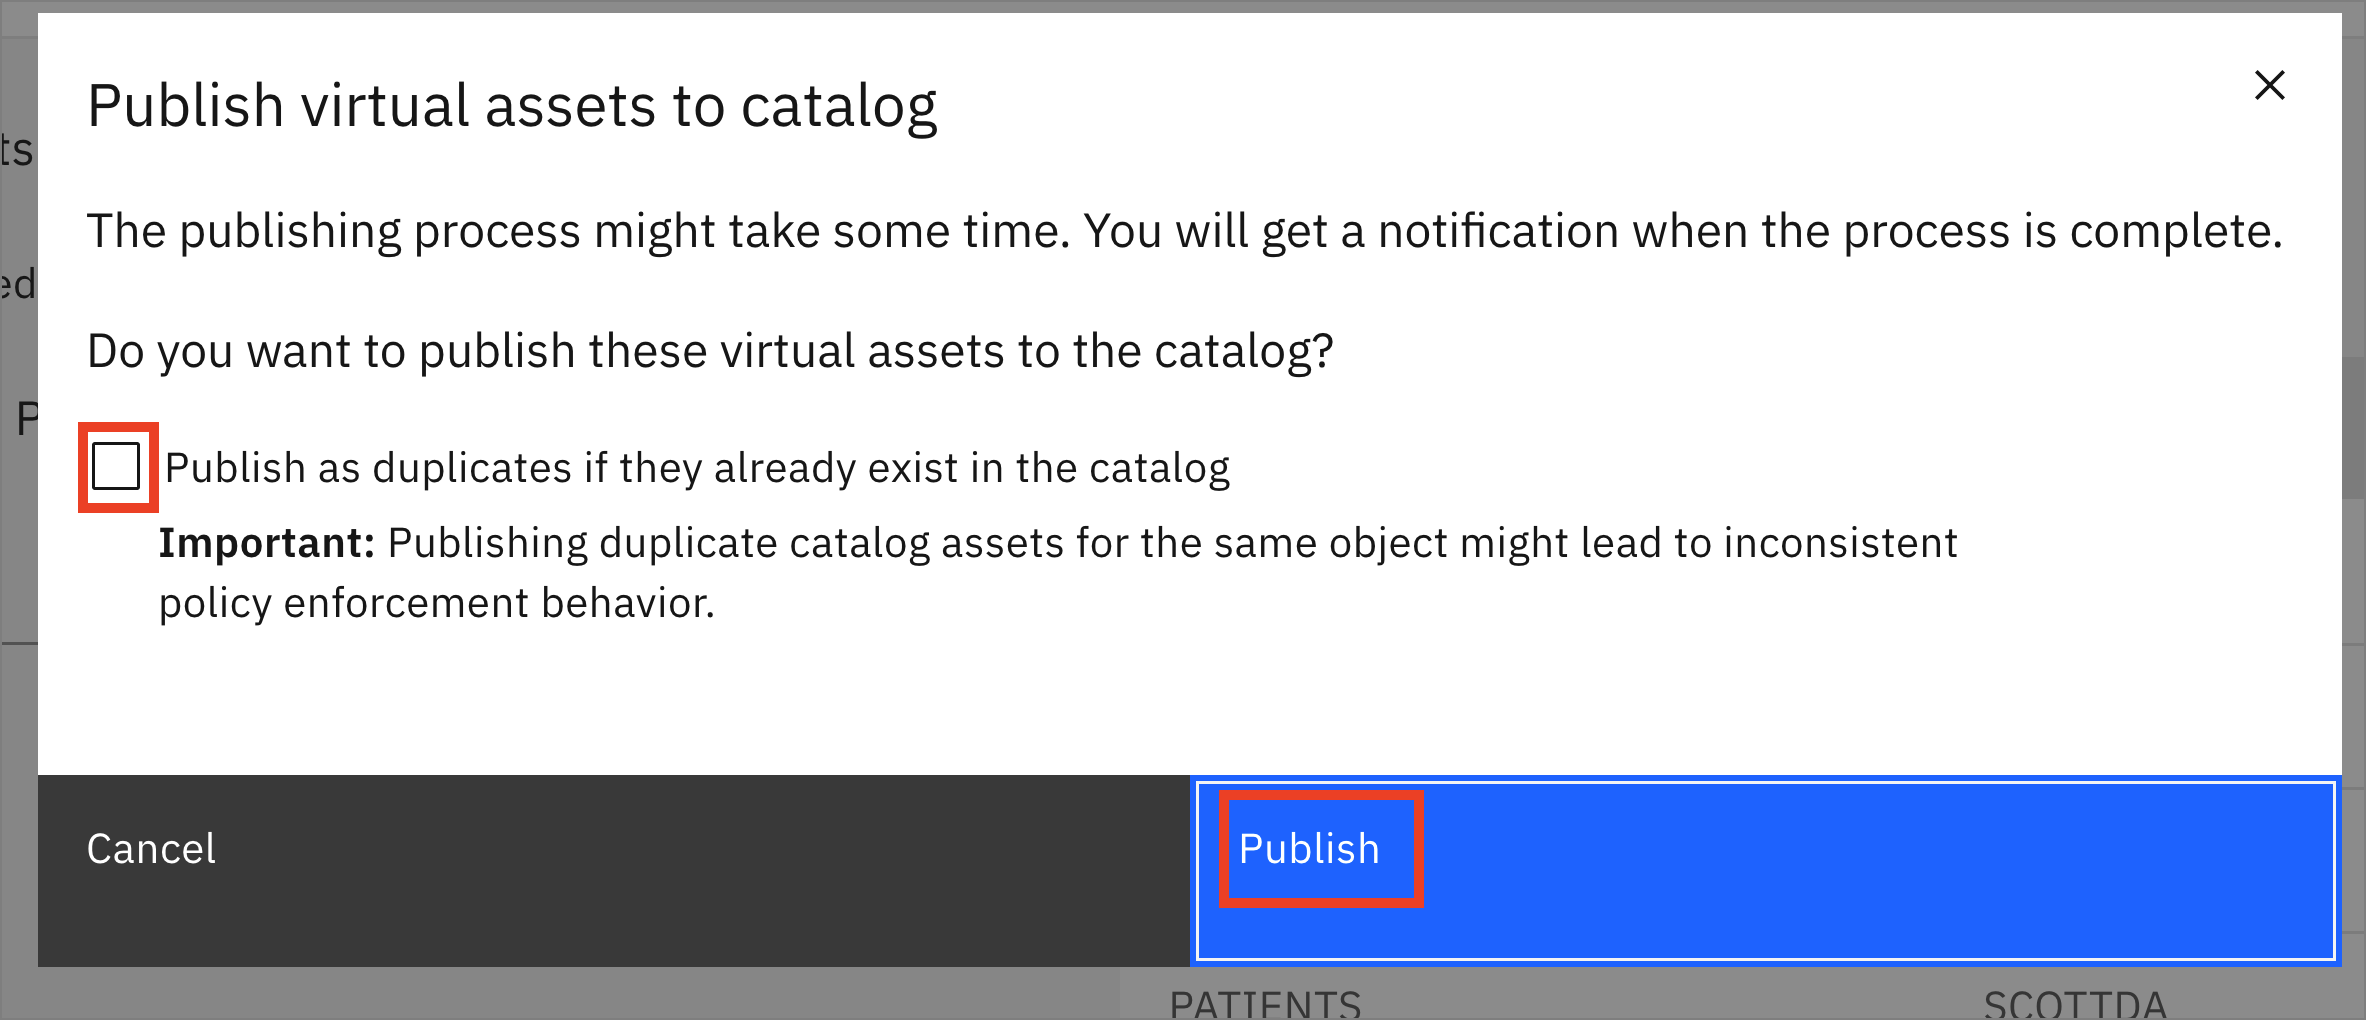 Publish virtual assets to catalog
ts
The publishing process might take some time. You will get a notification when the process is complete.
ed
Do you want to publish these virtual assets to the catalog?
P
Publish as duplicates if they already exist in the catalog
Important: Publishing duplicate catalog assets for the same object might lead to inconsistent
policy enforcement behavior.
Cancel
Publish
PATIENTS
SCOTTDA